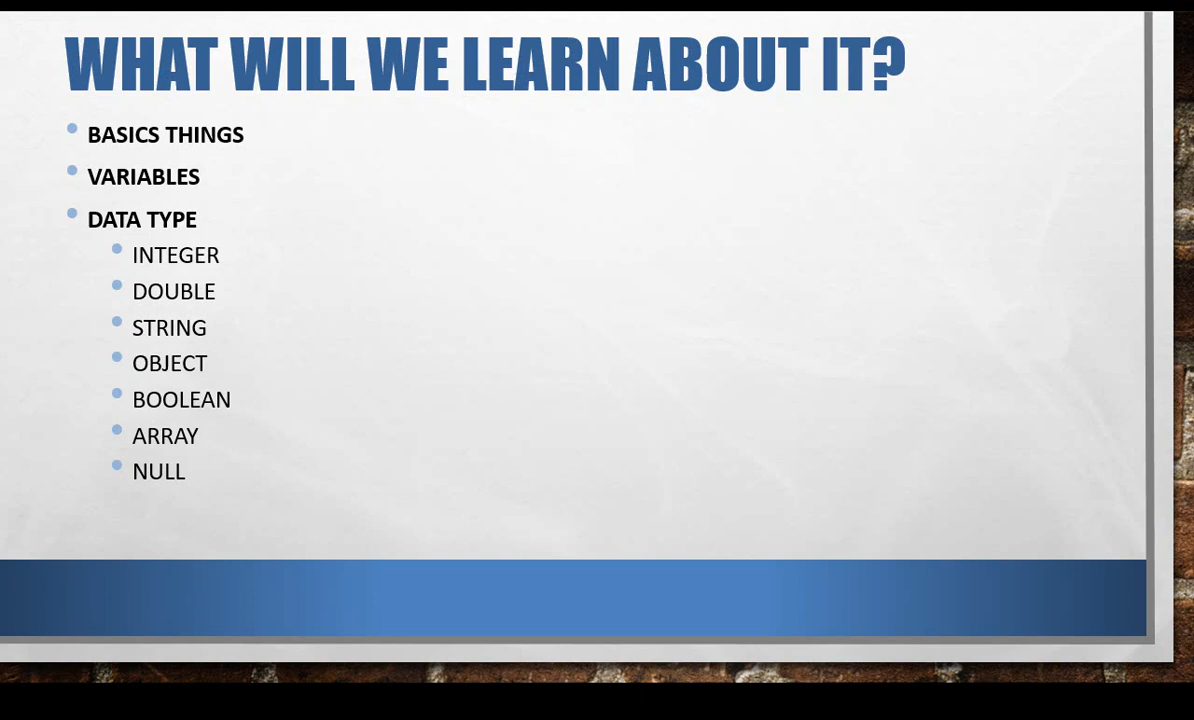 WHAT WILL WE LEARN ABOUT IT?
BASICS THINGS
VARIABLES
DATA TYPE
INTEGER
DOUBLE
STRING
OBJECT
BOOLEAN
ARRAY
NULL